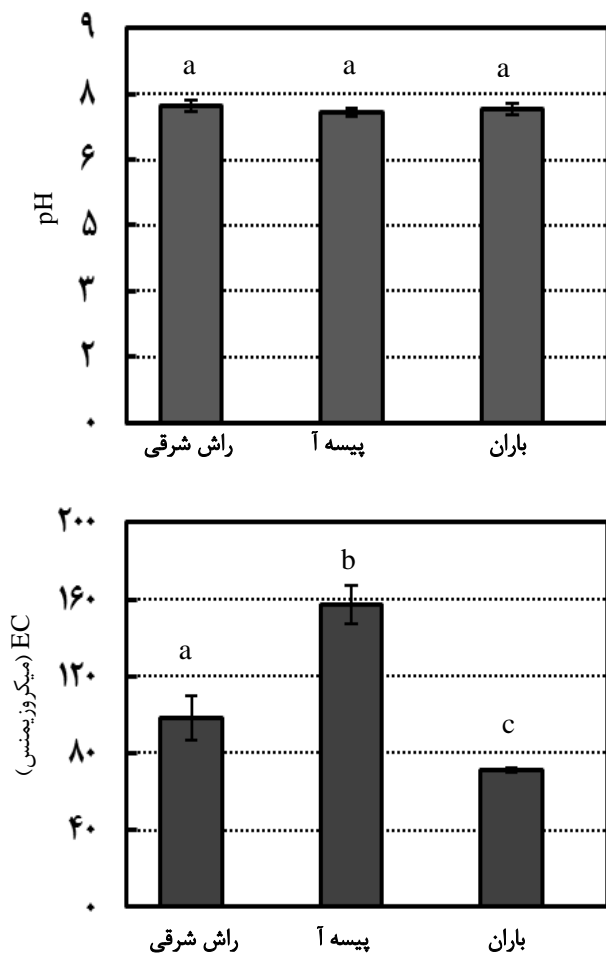 ۹
a a a
۸
۶
pH
۵
۳
۲
۰
راش شرقی پیسه آ باران
۲۰۰
b
۱۶۰
a
۱۲۰
EC (میکروزیمنس)
c
۸۰
۴۰
۰
راش شرقی پیسه آ باران